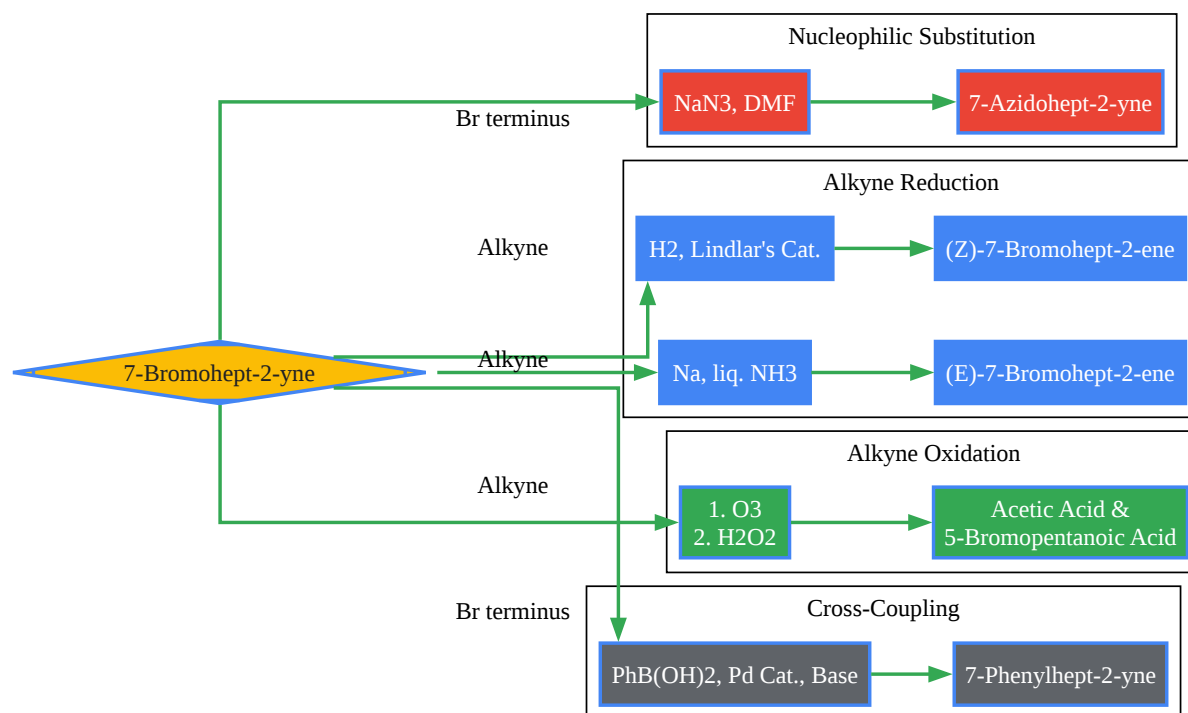 Nucleophilic Substitution
NaN3, DMF
7-Azidohept-2-yne
Br terminus
Alkyne Reduction
Alkyne
H2, Lindlar's Cat.
(Z)-7-Bromohept-2-ene
7-Bromohept-2-yne
Alkyne
Na, liq. NH3
(E)-7-Bromohept-2-ene
Alkyne Oxidation
Alkyne
1. O3
2. H2O2
Acetic Acid &
5-Bromopentanoic Acid
Cross-Coupling
Br terminus
PhB(OH)2, Pd Cat., Base
7-Phenylhept-2-yne